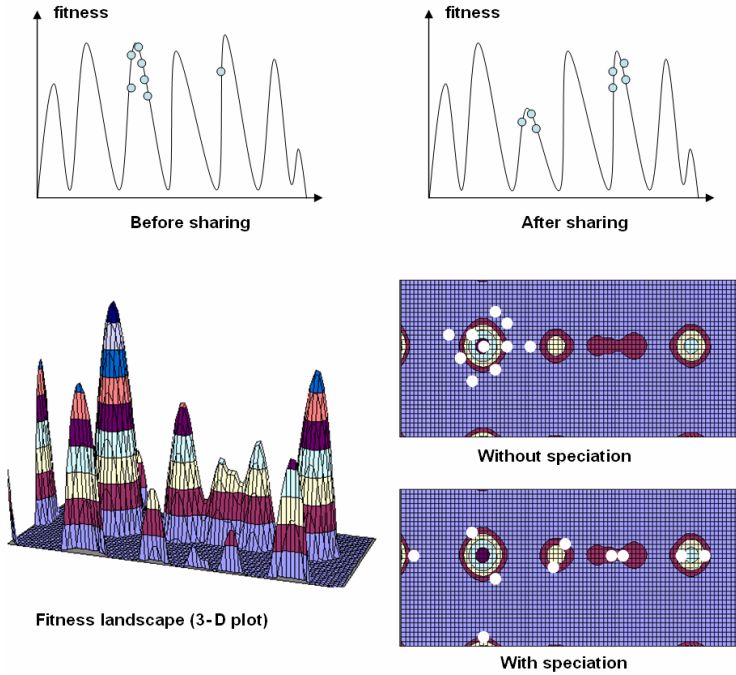 fitness
fitness
Before sharing
After sharing
Without speciation
Fitness landscape (3-D plot)
With speciation